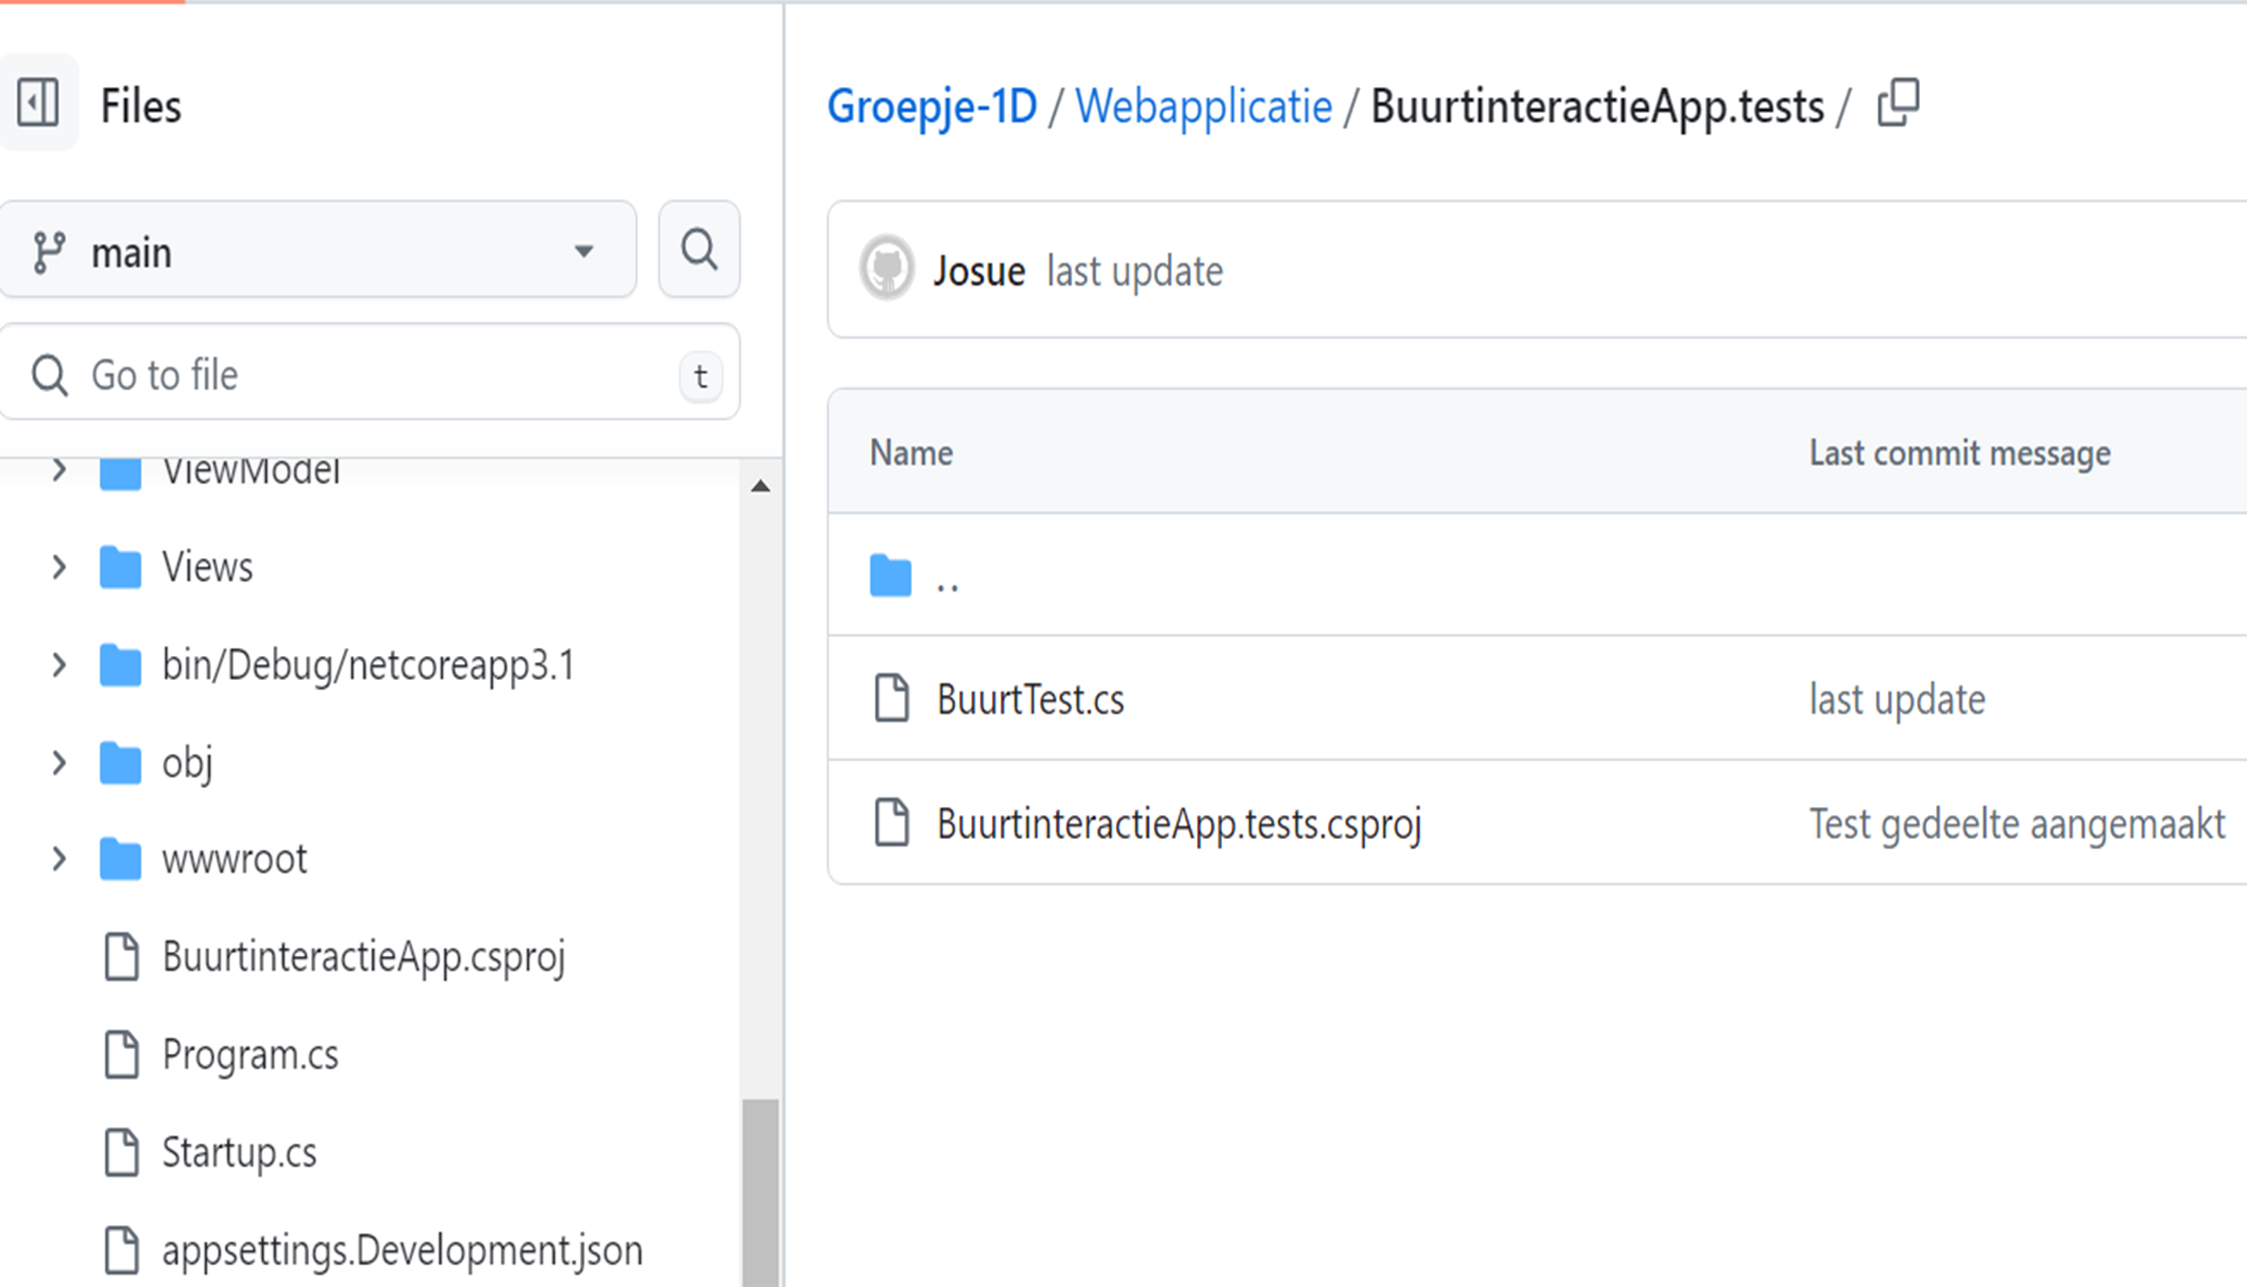 Files
main
Go to file
t
ViewModel
Views
bin/Debug/netcoreapp3.1
obj
wwwroot
BuurtinteractieApp.csproj
Program.cs
Startup.cs
appsettings.Development.json
Groepje-1D / Webapplicatie / BuurtinteractieApp.tests /
Josue last update
Name Last commit message
..
BuurtTest.cs last update
BuurtinteractieApp.tests.csproj Test gedeelte aangemaakt